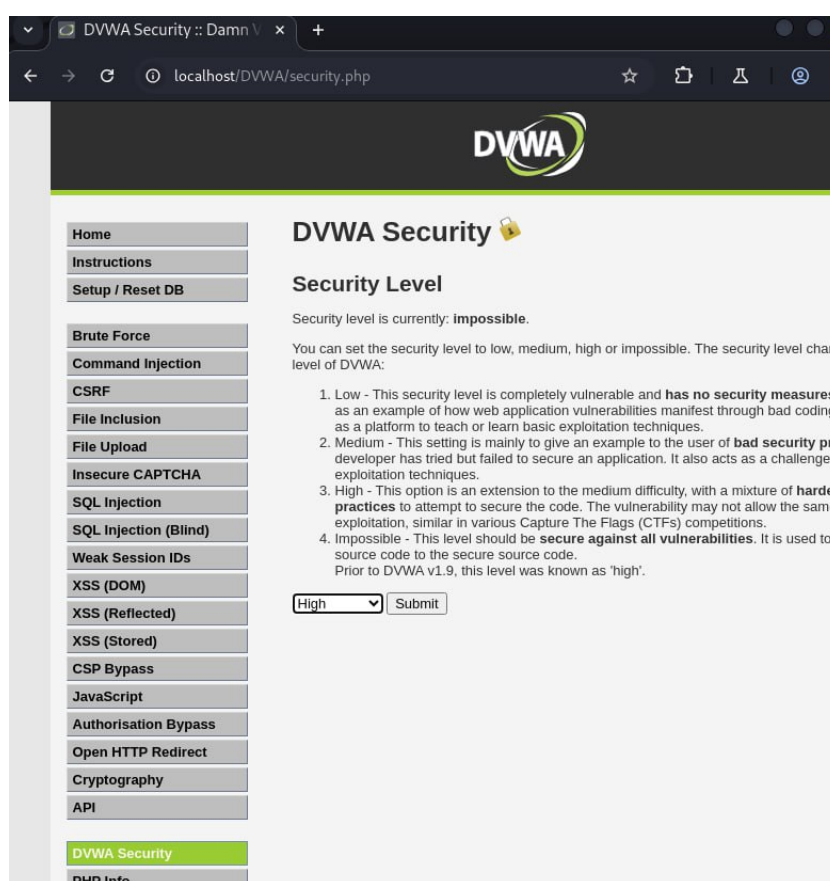 DVWA Security :: Damn V
localhost/DVWA/security.php
DVWA
Home
Instructions
Setup / Reset DB
Brute Force
Command Injection
CSRF
File Inclusion
File Upload
Insecure CAPTCHA
SQL Injection
SQL Injection (Blind)
Weak Session IDs
XSS (DOM)
XSS (Reflected)
XSS (Stored)
CSP Bypass
JavaScript
Authorisation Bypass
Open HTTP Redirect
Cryptography
API
DVWA Security
PHP Info
DVWA Security
Security Level
Security level is currently: impossible.
You can set the security level to low, medium, high or impossible. The security level cha
level of DVWA:
1. Low - This security level is completely vulnerable and has no security measures
as an example of how web application vulnerabilities manifest through bad coding
as a platform to teach or learn basic exploitation techniques.
2. Medium - This setting is mainly to give an example to the user of bad security p
developer has tried but failed to secure an application. It also acts as a challenge
exploitation techniques.
3. High - This option is an extension to the medium difficulty, with a mixture of harde
practices to attempt to secure the code. The vulnerability may not allow the sam
exploitation, similar in various Capture The Flags (CTFs) competitions.
4. Impossible - This level should be secure against all vulnerabilities. It is used to
source code to the secure source code.
Prior to DVWA v1.9, this level was known as 'high'.
High
Submit